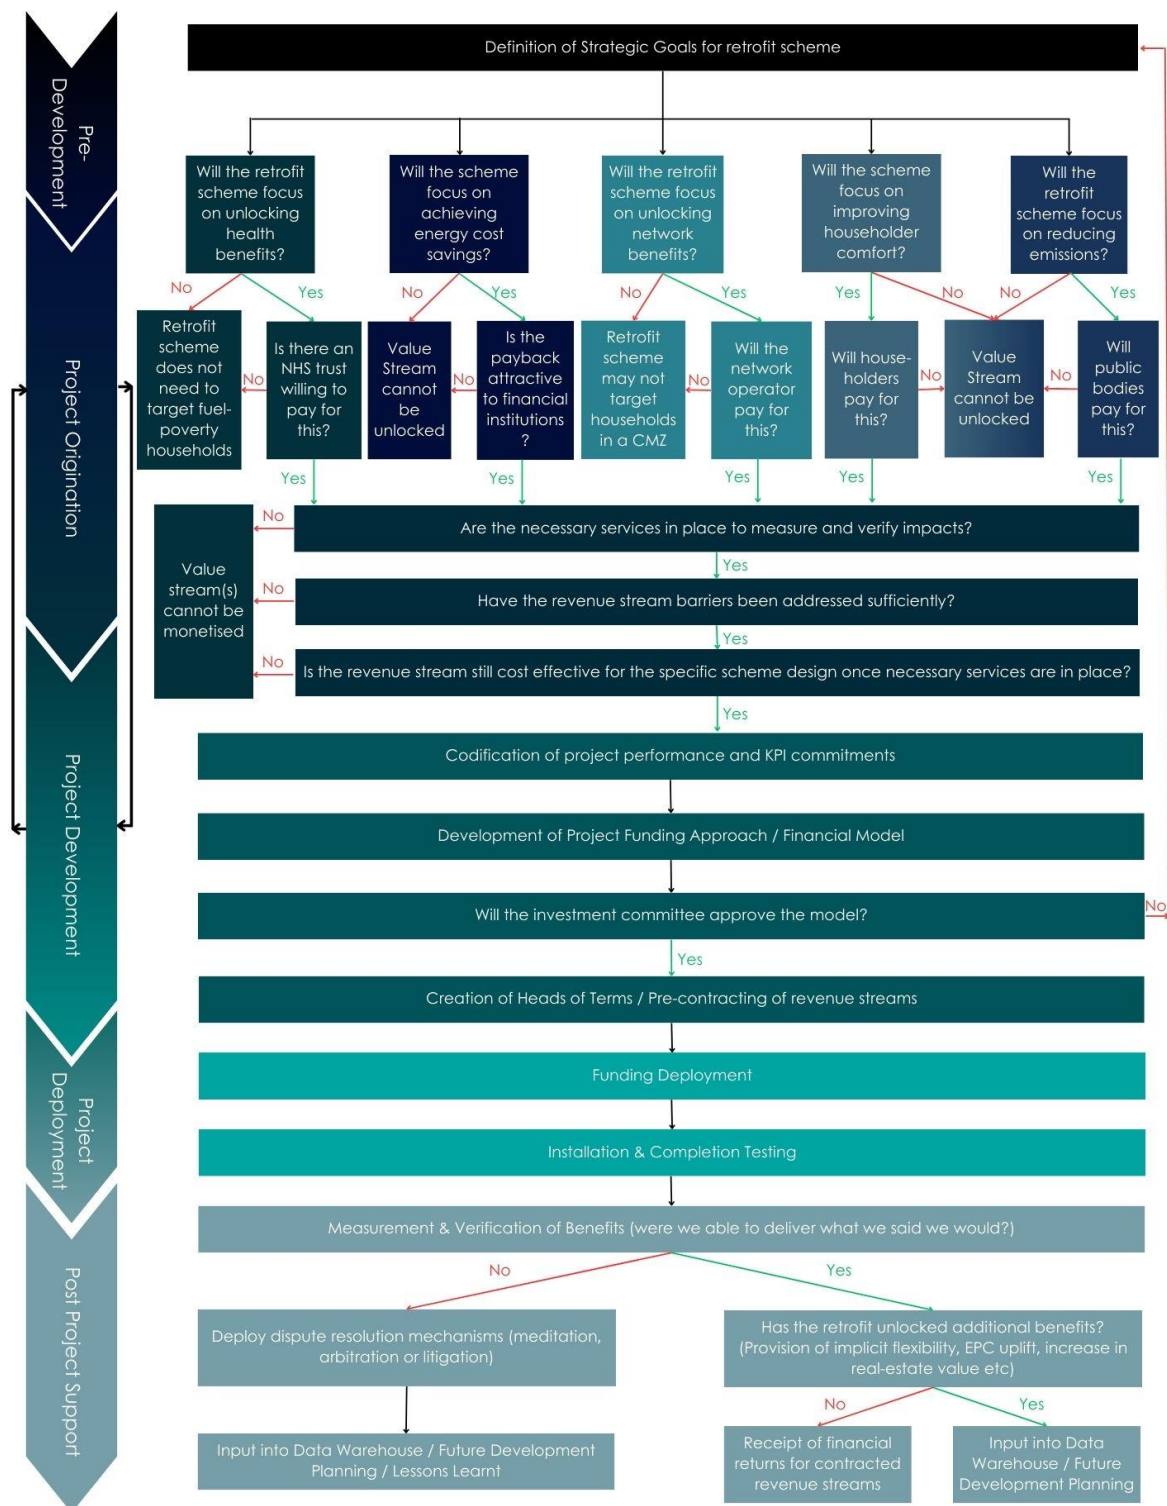 Definition of Strategic Goals for retrofit scheme
Pre-
Development
Will the retrofit
scheme focus
on unlocking
health
benefits?
Will the scheme
focus on
achieving
energy cost
savings?
Will the retrofit
scheme focus
on unlocking
network
benefits?
Will the scheme
focus on
improving
householder
comfort?
Will the
retrofit
scheme focus
on reducing
emissions?
No
Yes
No
Yes
No
Yes
Yes
No
No
Yes
Project Origination
Retrofit
scheme
does not
need to
target fuel-
poverty
households
No
Is there an
NHS trust
willing to
pay for
this?
Value
Stream
cannot
be
unlocked
No
Is the
payback
attractive
to financial
institutions
?
Retrofit
scheme
may not
target
households
in a CMZ
No
Will the
network
operator
pay for
this?
Will house-
holders
pay for
this?
No
Value
Stream
cannot be
unlocked
No
Will
public
bodies
pay for
this?
Yes
Yes
Yes
Yes
Yes
Value
stream(s)
cannot be
monetised
No
Are the necessary services in place to measure and verify impacts?
Yes
No
Have the revenue stream barriers been addressed sufficiently?
Yes
No
Is the revenue stream still cost effective for the specific scheme design once necessary services are in place?
Yes
Project Development
Codification of project performance and KPI commitments
Development of Project Funding Approach / Financial Model
Will the investment committee approve the model?
No
Yes
Creation of Heads of Terms / Pre-contracting of revenue streams
Project
Deployment
Funding Deployment
Installation & Completion Testing
Post Project Support
Measurement & Verification of Benefits (were we able to deliver what we said we would?)
No
Yes
Deploy dispute resolution mechanisms (meditation,
arbitration or litigation)
Has the retrofit unlocked additional benefits?
(Provision of implicit flexibility, EPC uplift, increase in
real-estate value etc)
No
Yes
Input into Data Warehouse / Future Development
Planning / Lessons Learnt
Receipt of financial
returns for contracted
revenue streams
Input into Data
Warehouse / Future
Development Planning